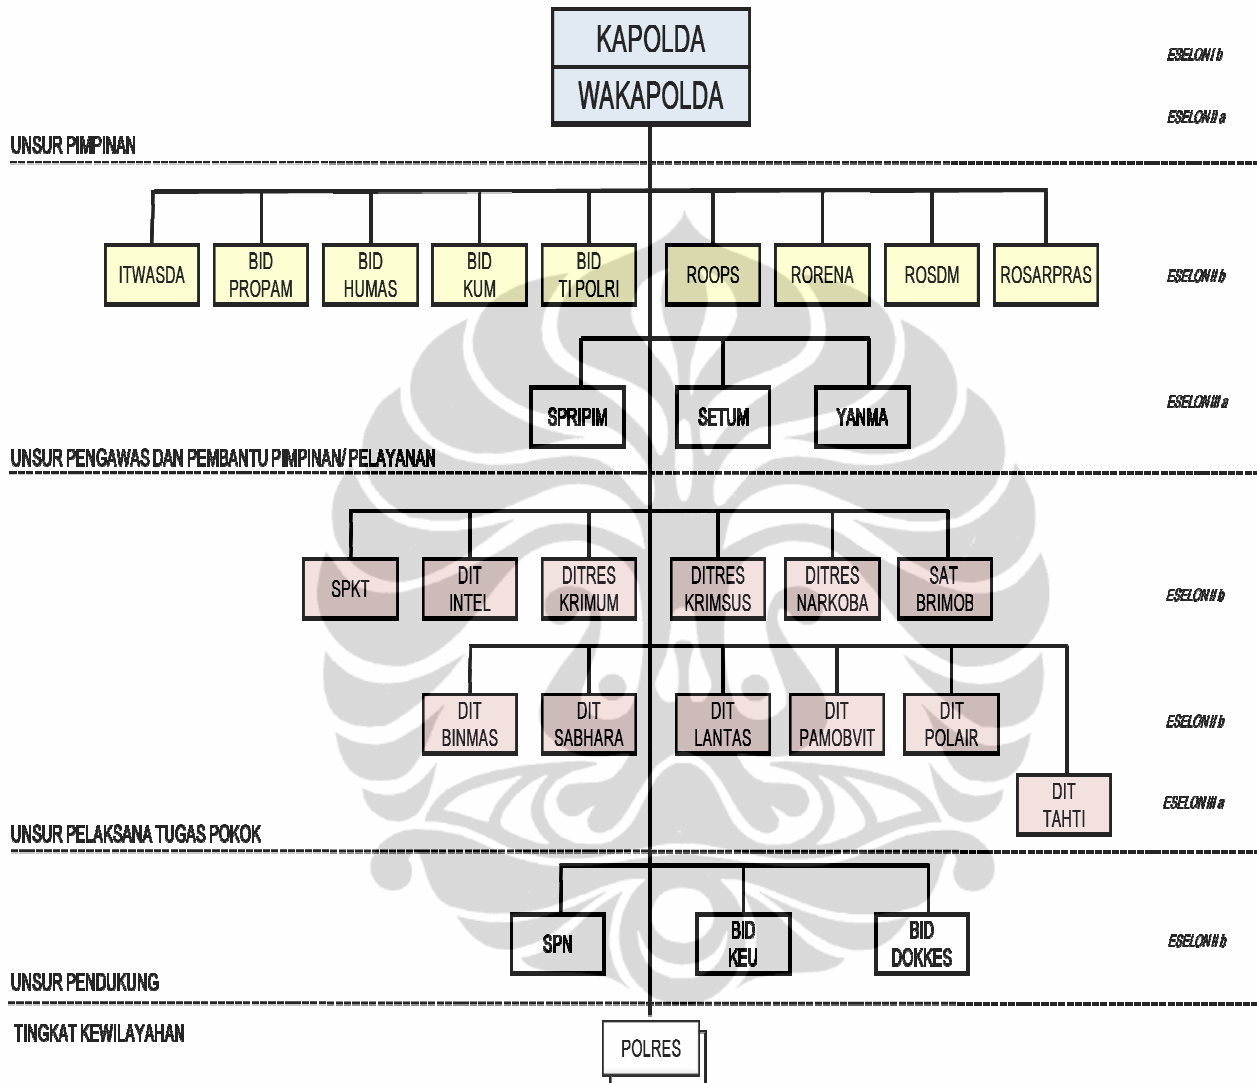 KAPOLDA
ESELON I b
WAKAPOLDA
ESELON II a
UNSUR PIMPINAN
ITWASDA
BID
PROPAM
BID
HUMAS
BID
KUM
BID
TI POLRI
ROOPS
RORENA
ROSDM
ROSARPRAS
ESELON II b
SPRIPIM
SETUM
YANMA
ESELON III a
UNSUR PENGAWAS DAN PEMBANTU PIMPINAN/ PELAYANAN
SPKT
DIT
INTEL
DITRES
KRIMUM
DITRES
KRIMSUS
DITRES
NARKOBA
SAT
BRIMOB
ESELON II b
DIT
BINMAS
DIT
SABHARA
DIT
LANTAS
DIT
PAMOBVIT
DIT
POLAIR
ESELON II b
DIT
TAHTI
ESELON III a
UNSUR PELAKSANA TUGAS POKOK
SPN
BID
KEU
BID
DOKKES
ESELON II b
UNSUR PENDUKUNG
TINGKAT KEWILAYAHAN
POLRES